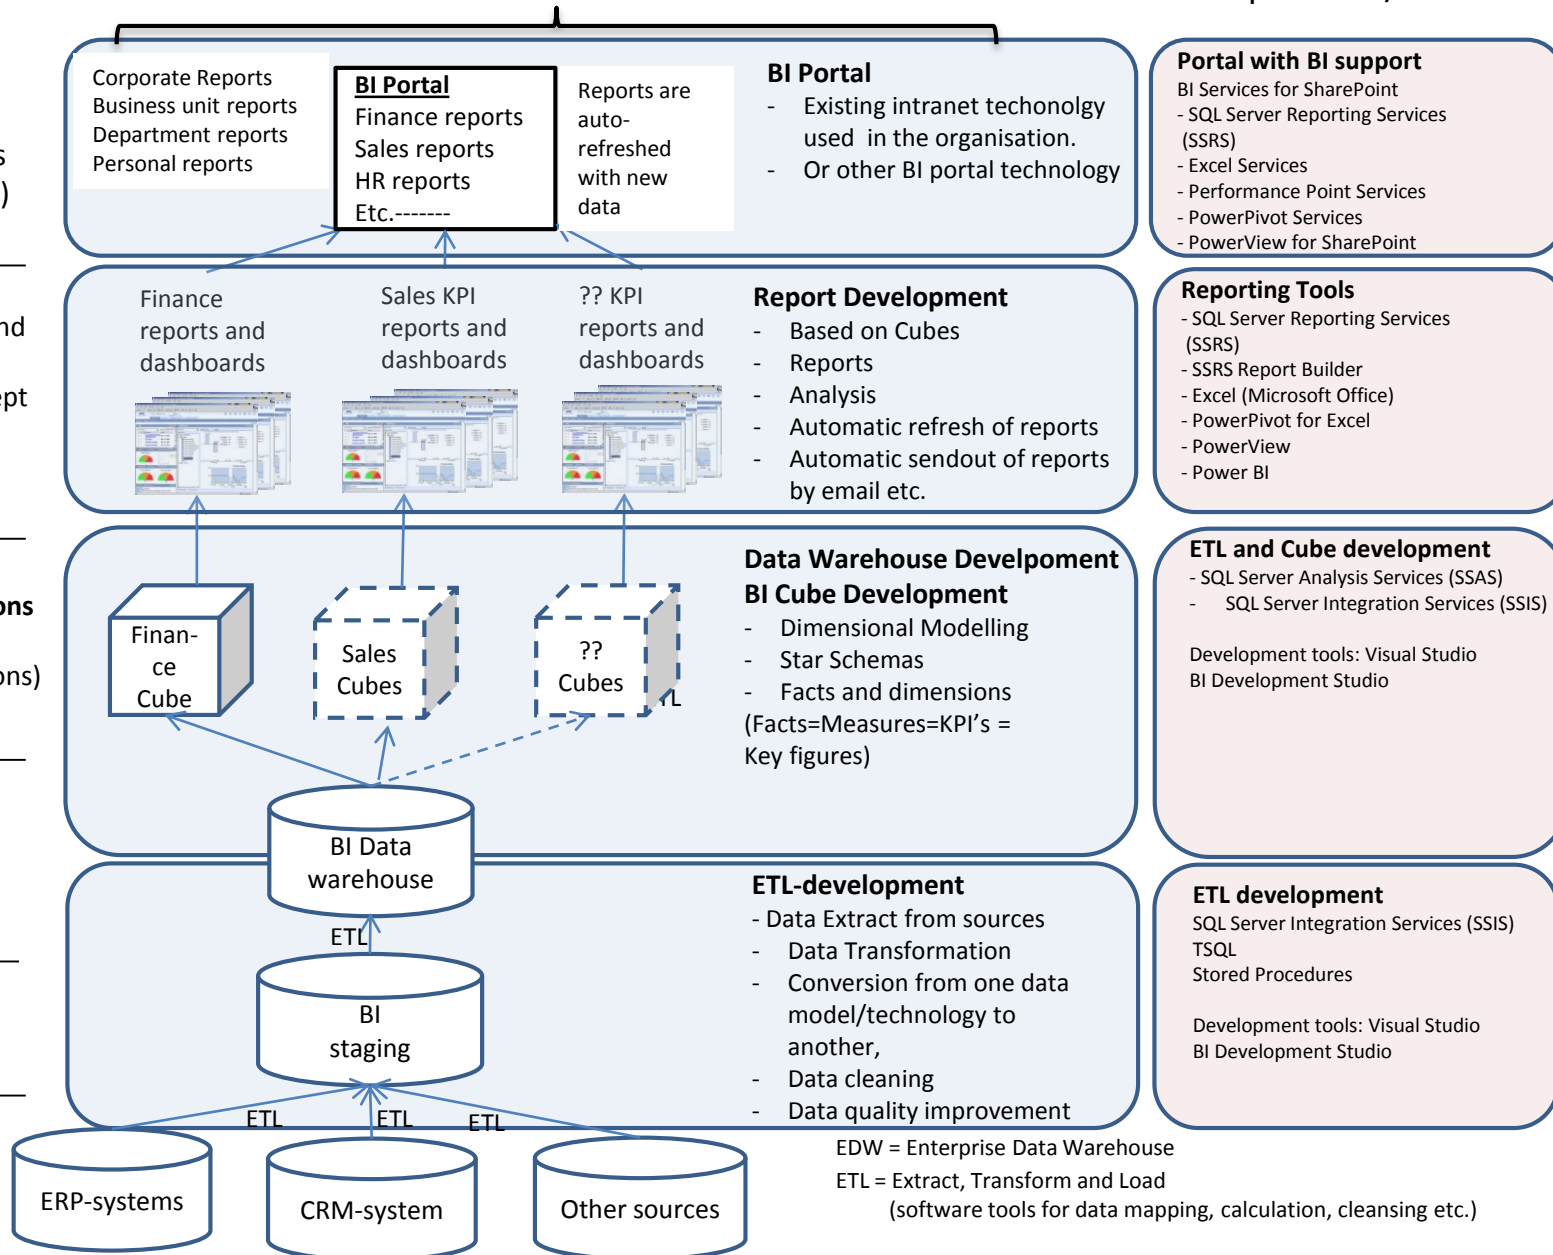 Corporate Reports
Business unit reports
Department reports
Personal reports
BI Portal
Finance reports
Sales reports
HR reports
Etc.-------
Reports are
auto-
refreshed
with new
data
BI Portal
- Existing intranet techonolgy
used in the organisation.
- Or other BI portal technology
Portal with BI support
BI Services for SharePoint
- SQL Server Reporting Services
(SSRS)
- Excel Services
- Performance Point Services
- PowerPivot Services
- PowerView for SharePoint
s
)
Finance
reports and
dashboards
Sales KPI
reports and
dashboards
?? KPI
reports and
dashboards
Report Development
- Based on Cubes
- Reports
- Analysis
- Automatic refresh of reports
- Automatic sendout of reports
by email etc.
Reporting Tools
- SQL Server Reporting Services
(SSRS)
- SSRS Report Builder
- Excel (Microsoft Office)
- PowerPivot for Excel
- PowerView
- Power BI
nd
ept
Finan-
ce
Cube
Sales
Cubes
??
Cubes
Data Warehouse Develpoment
BI Cube Development
- Dimensional Modelling
- Star Schemas
- Facts and dimensions
(Facts=Measures=KPI's =
Key figures)
ETL and Cube development
- SQL Server Analysis Services (SSAS)
- SQL Server Integration Services (SSIS)
Development tools: Visual Studio
BI Development Studio
ons
ons)
BI Data
warehouse
ETL
BI
staging
ETL
ETL
ETL
ETL-development
- Data Extract from sources
- Data Transformation
- Conversion from one data
model/technology to
another,
- Data cleaning
- Data quality improvement
ETL development
SQL Server Integration Services (SSIS)
TSQL
Stored Procedures
Development tools: Visual Studio
BI Development Studio
ERP-systems
CRM-system
Other sources
EDW = Enterprise Data Warehouse
ETL = Extract, Transform and Load
(software tools for data mapping, calculation, cleansing etc.)